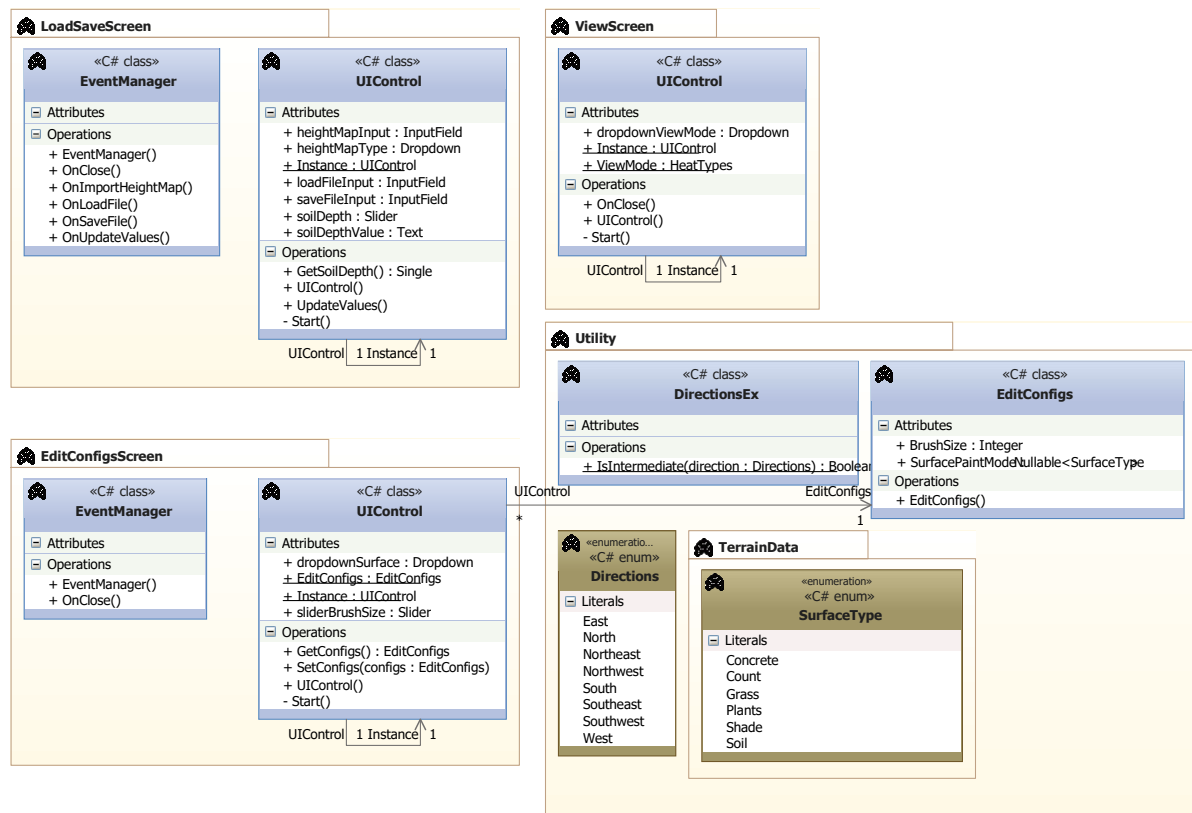 LoadSaveScreen
«C# class»
EventManager
Attributes
Operations
+ EventManager()
+ OnClose()
+ OnImportHeightMap()
+ OnLoadFile()
+ OnSaveFile()
+ OnUpdateValues()
«C# class»
UIControl
Attributes
+ heightMapInput : InputField
+ heightMapType : Dropdown
+ Instance : UIControl
+ loadFileInput : InputField
+ saveFileInput : InputField
+ soilDepth : Slider
+ soilDepthValue : Text
Operations
+ GetSoilDepth() : Single
+ UIControl()
+ UpdateValues()
- Start()
UIControl 1 Instance 1
ViewScreen
«C# class»
UIControl
Attributes
+ dropdownViewMode : Dropdown
+ Instance : UIControl
+ ViewMode : HeatTypes
Operations
+ OnClose()
+ UIControl()
- Start()
UIControl 1 Instance 1
EditConfigsScreen
«C# class»
EventManager
Attributes
Operations
+ EventManager()
+ OnClose()
«C# class»
UIControl
Attributes
+ dropdownSurface : Dropdown
+ EditConfigs : EditConfigs
+ Instance : UIControl
+ sliderBrushSize : Slider
Operations
+ GetConfigs() : EditConfigs
+ SetConfigs(configs : EditConfigs)
+ UIControl()
- Start()
UIControl 1 Instance 1
Utility
«C# class»
DirectionsEx
Attributes
Operations
+ IsIntermediate(direction : Directions) : Boolean
«C# class»
EditConfigs
Attributes
+ BrushSize : Integer
+ SurfacePaintMode : Nullable<SurfaceType>
Operations
+ EditConfigs()
UIControl EditConfigs
* 1
«enumeratio...
«C# enum»
Directions
Literals
East
North
Northeast
Northwest
South
Southeast
Southwest
West
TerrainData
«enumeration»
«C# enum»
SurfaceType
Literals
Concrete
Count
Grass
Plants
Shade
Soil